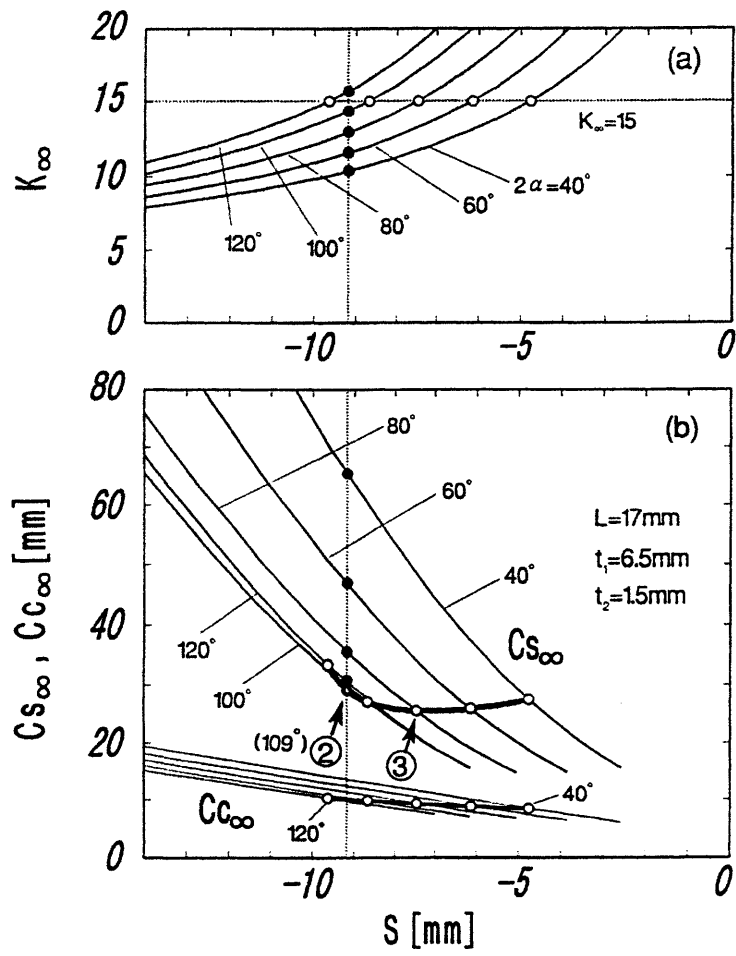 20
15
10
5
0
K∞
(a)
K∞=15
2α=40°
60°
80°
100°
120°
-10
-5
0
80
60
40
20
0
Cs∞, Cc∞ [mm]
(b)
80°
60°
L=17mm
t₁=6.5mm
t₂=1.5mm
40°
Cs∞
120°
100°
(109°)
②
③
Cc∞
120°
40°
-10
-5
0
S [mm]